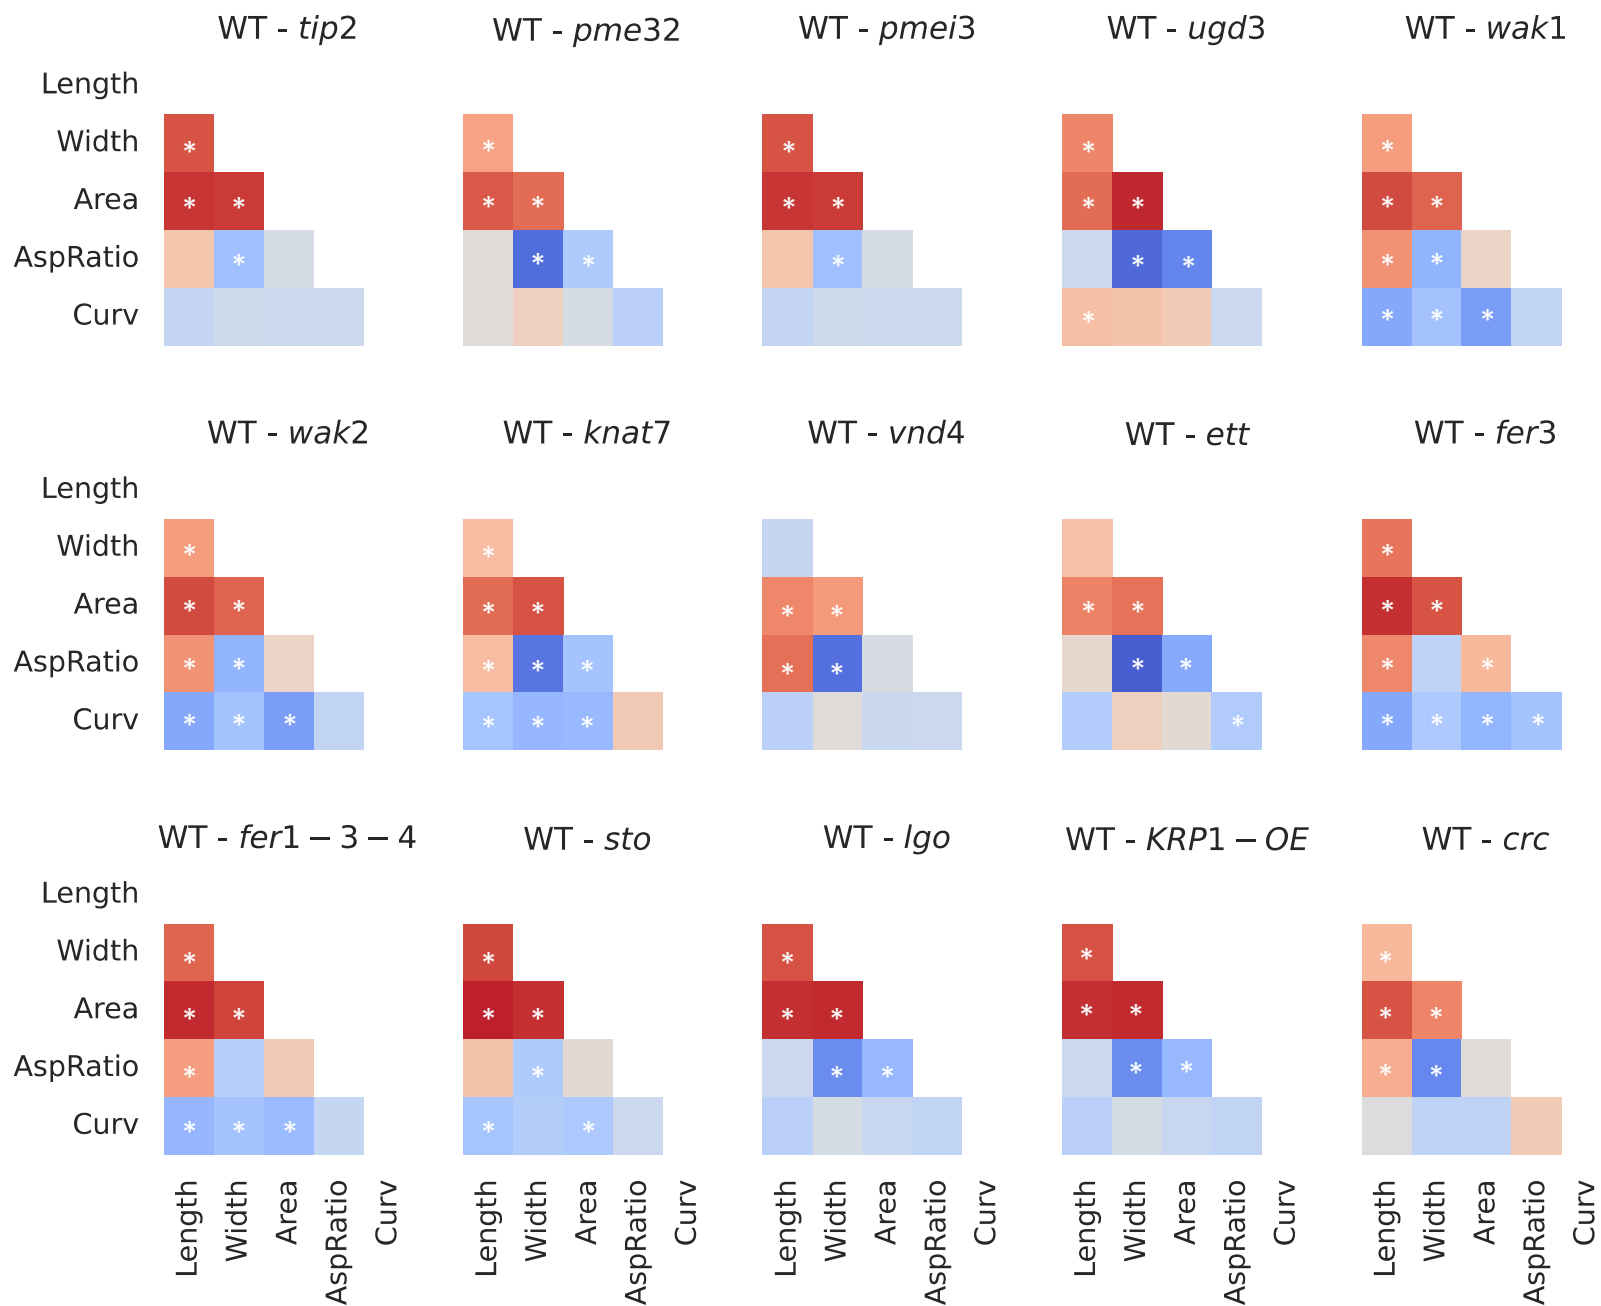 WT - tip2 WT - pme32 WT - pmei3 WT - ugd3 WT - wak1
Length
Width * * * * *
Area * * * * * * * * * *
AspRatio * * * * * * * *
Curv * * * *
WT - wak2 WT - knat7 WT - vnd4 WT - ett WT - fer3
Length
Width * * *
Area * * * * * * * * * *
AspRatio * * * * * * * * * * *
Curv * * * * * * * * * * *
WT - fer1 − 3 − 4 WT - sto WT - lgo WT - KRP1 − OE WT - crc
Length
Width * * * * *
Area * * * * * * * * * *
AspRatio * * * * * * * *
Curv * * * * *
Length Width Area AspRatio Curv Length Width Area AspRatio Curv Length Width Area AspRatio Curv Length Width Area AspRatio Curv Length Width Area AspRatio Curv